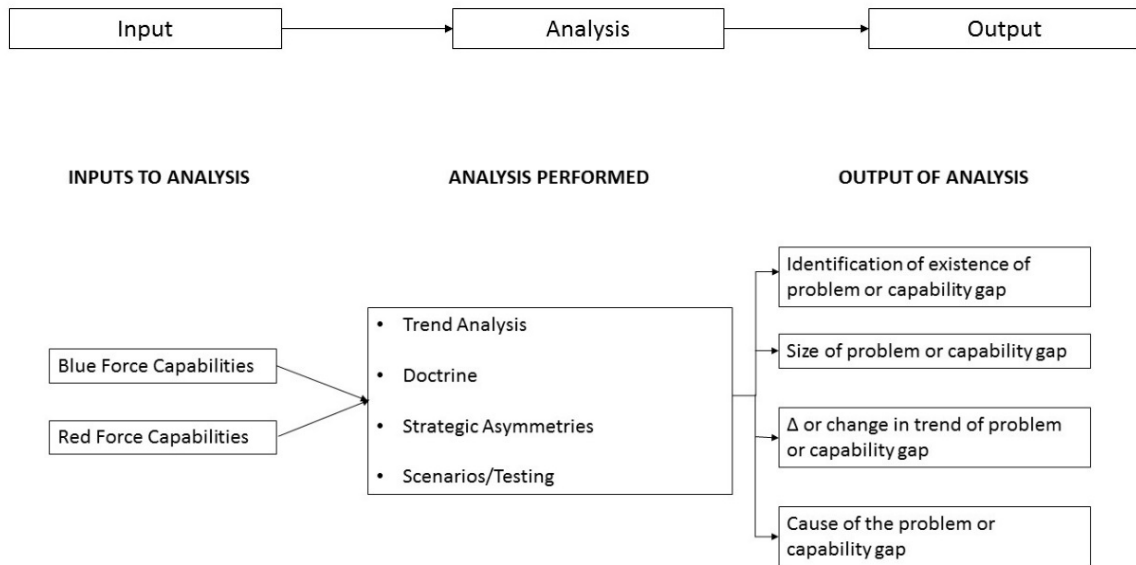 Input
Analysis
Output
INPUTS TO ANALYSIS
ANALYSIS PERFORMED
OUTPUT OF ANALYSIS
Blue Force Capabilities
Red Force Capabilities
• Trend Analysis
• Doctrine
• Strategic Asymmetries
• Scenarios/Testing
Identification of existence of
problem or capability gap
Size of problem or capability gap
Δ or change in trend of problem
or capability gap
Cause of the problem or
capability gap